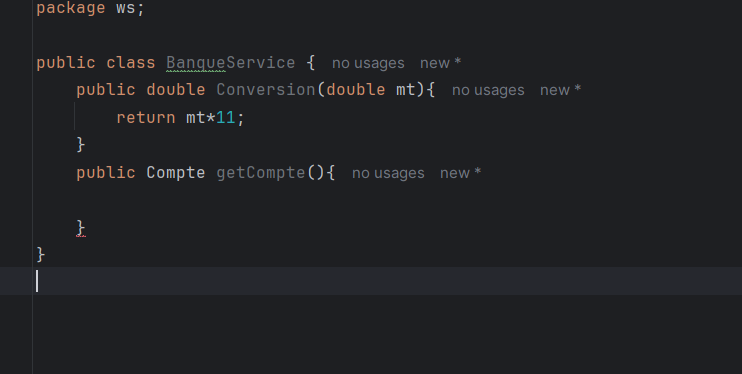 package ws;
public class BanqueService { no usages new *
public double Conversion(double mt){ no usages new *
return mt*11;
}
public Compte getCompte(){ no usages new *
}
}